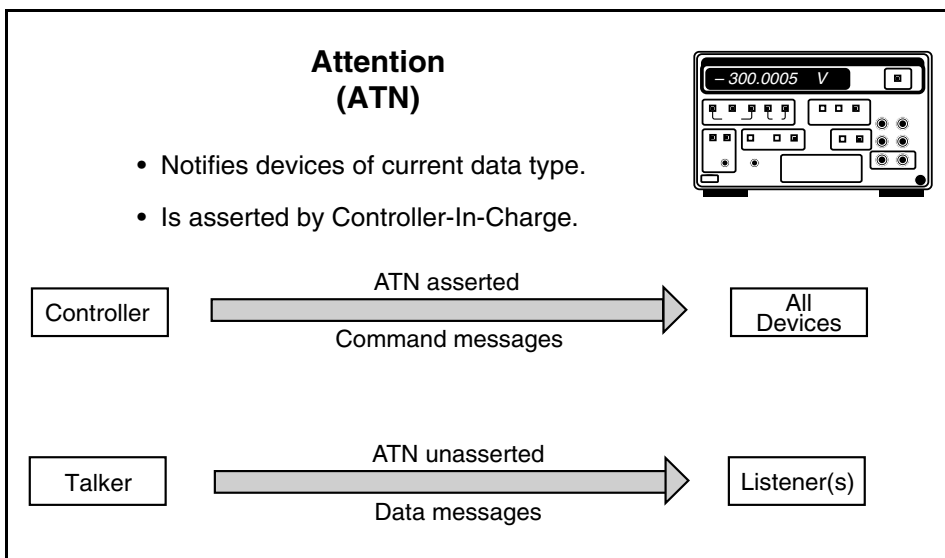 Attention
(ATN)
– 300.0005 V
• Notifies devices of current data type.
• Is asserted by Controller-In-Charge.
Controller
ATN asserted
Command messages
All
Devices
Talker
ATN unasserted
Data messages
Listener(s)